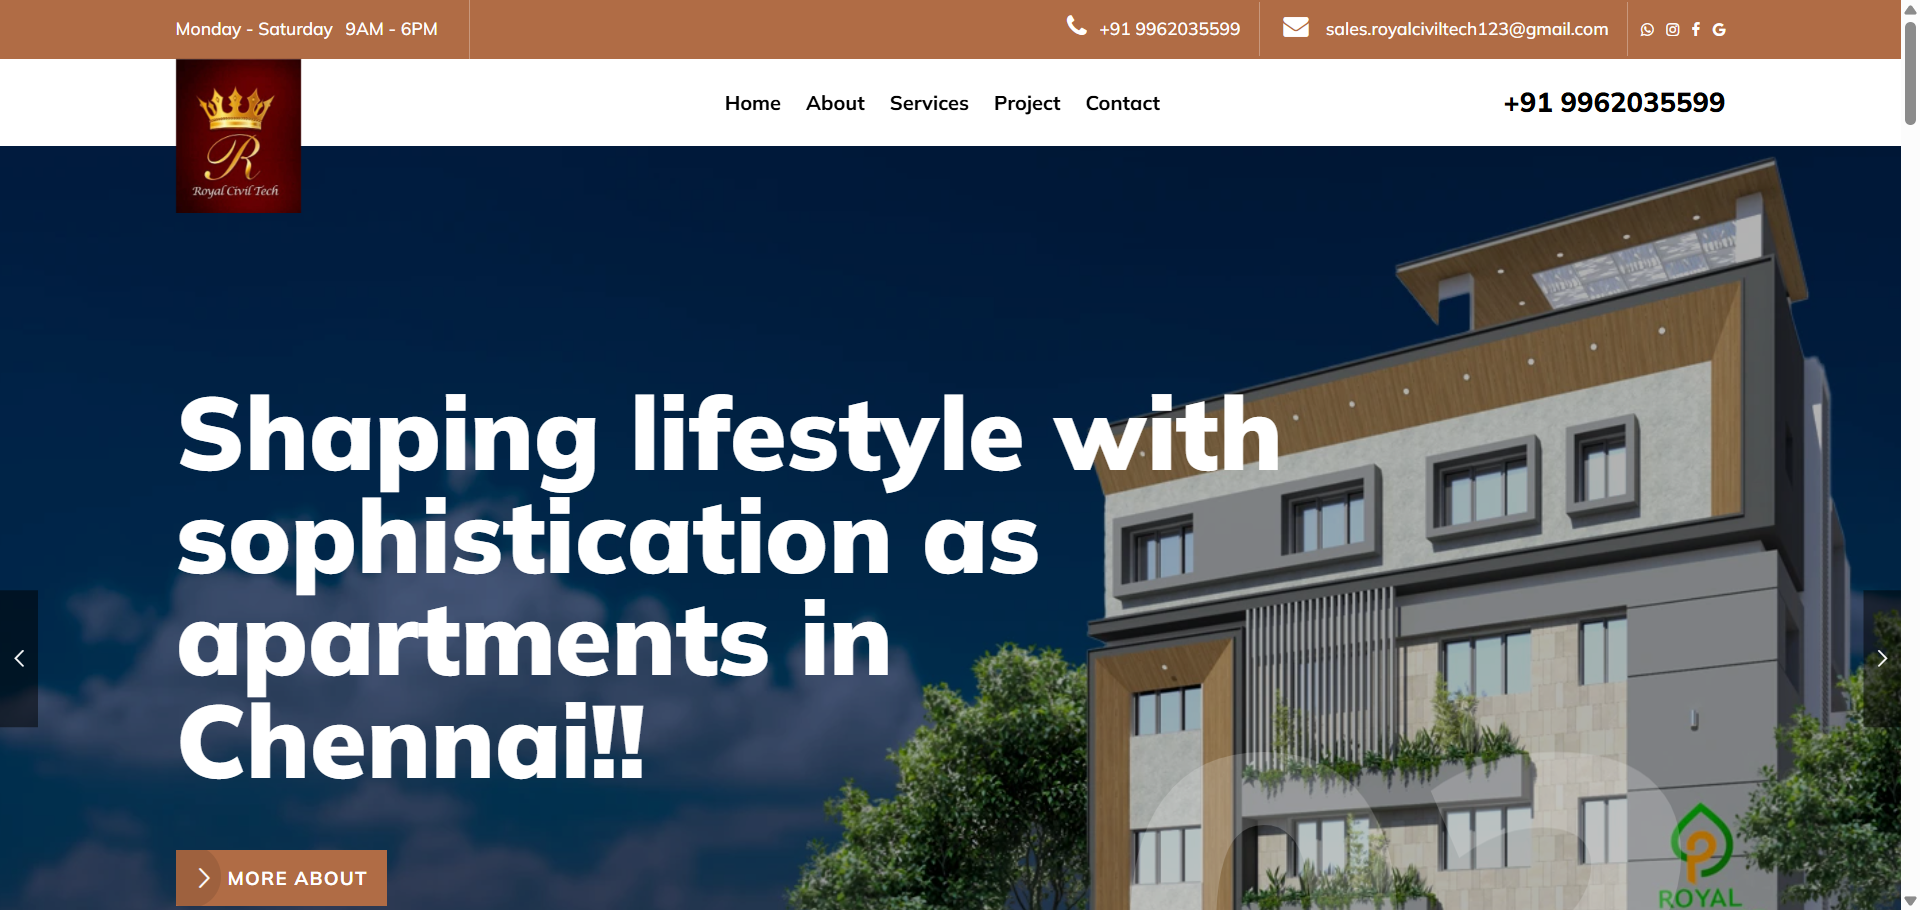 Monday - Saturday 9AM - 6PM
+91 9962035599
sales.royalciviltech123@gmail.com
Royal Civil Tech
Home About Services Project Contact
+91 9962035599
Shaping lifestyle with
sophistication as
apartments in
Chennai!!
MORE ABOUT
ROYAL